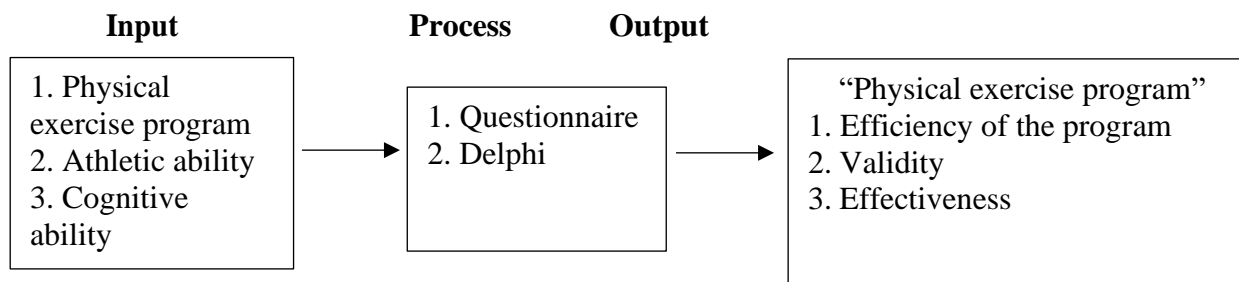 Input Process Output
1. Physical
exercise program
2. Athletic ability
3. Cognitive
ability
1. Questionnaire
2. Delphi
“Physical exercise program”
1. Efficiency of the program
2. Validity
3. Effectiveness